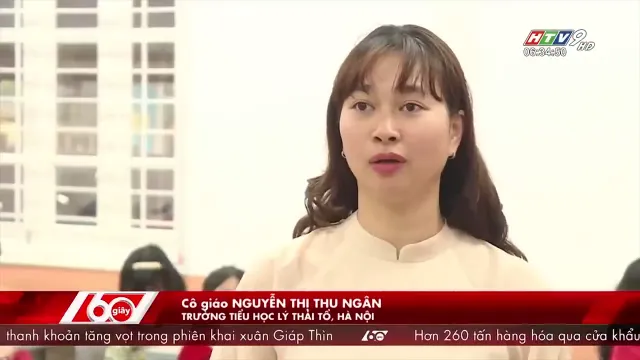 HTV9 HD
06:34:50
Cô giáo NGUYỄN THỊ THU NGÂN
60 giây
TRƯỜNG TIỂU HỌC LÝ THÁI TỔ, HÀ NỘI
thanh khoản tăng vọt trong phiên khai xuân Giáp Thìn 60 Hơn 260 tấn hàng hóa qua cửa khẩu